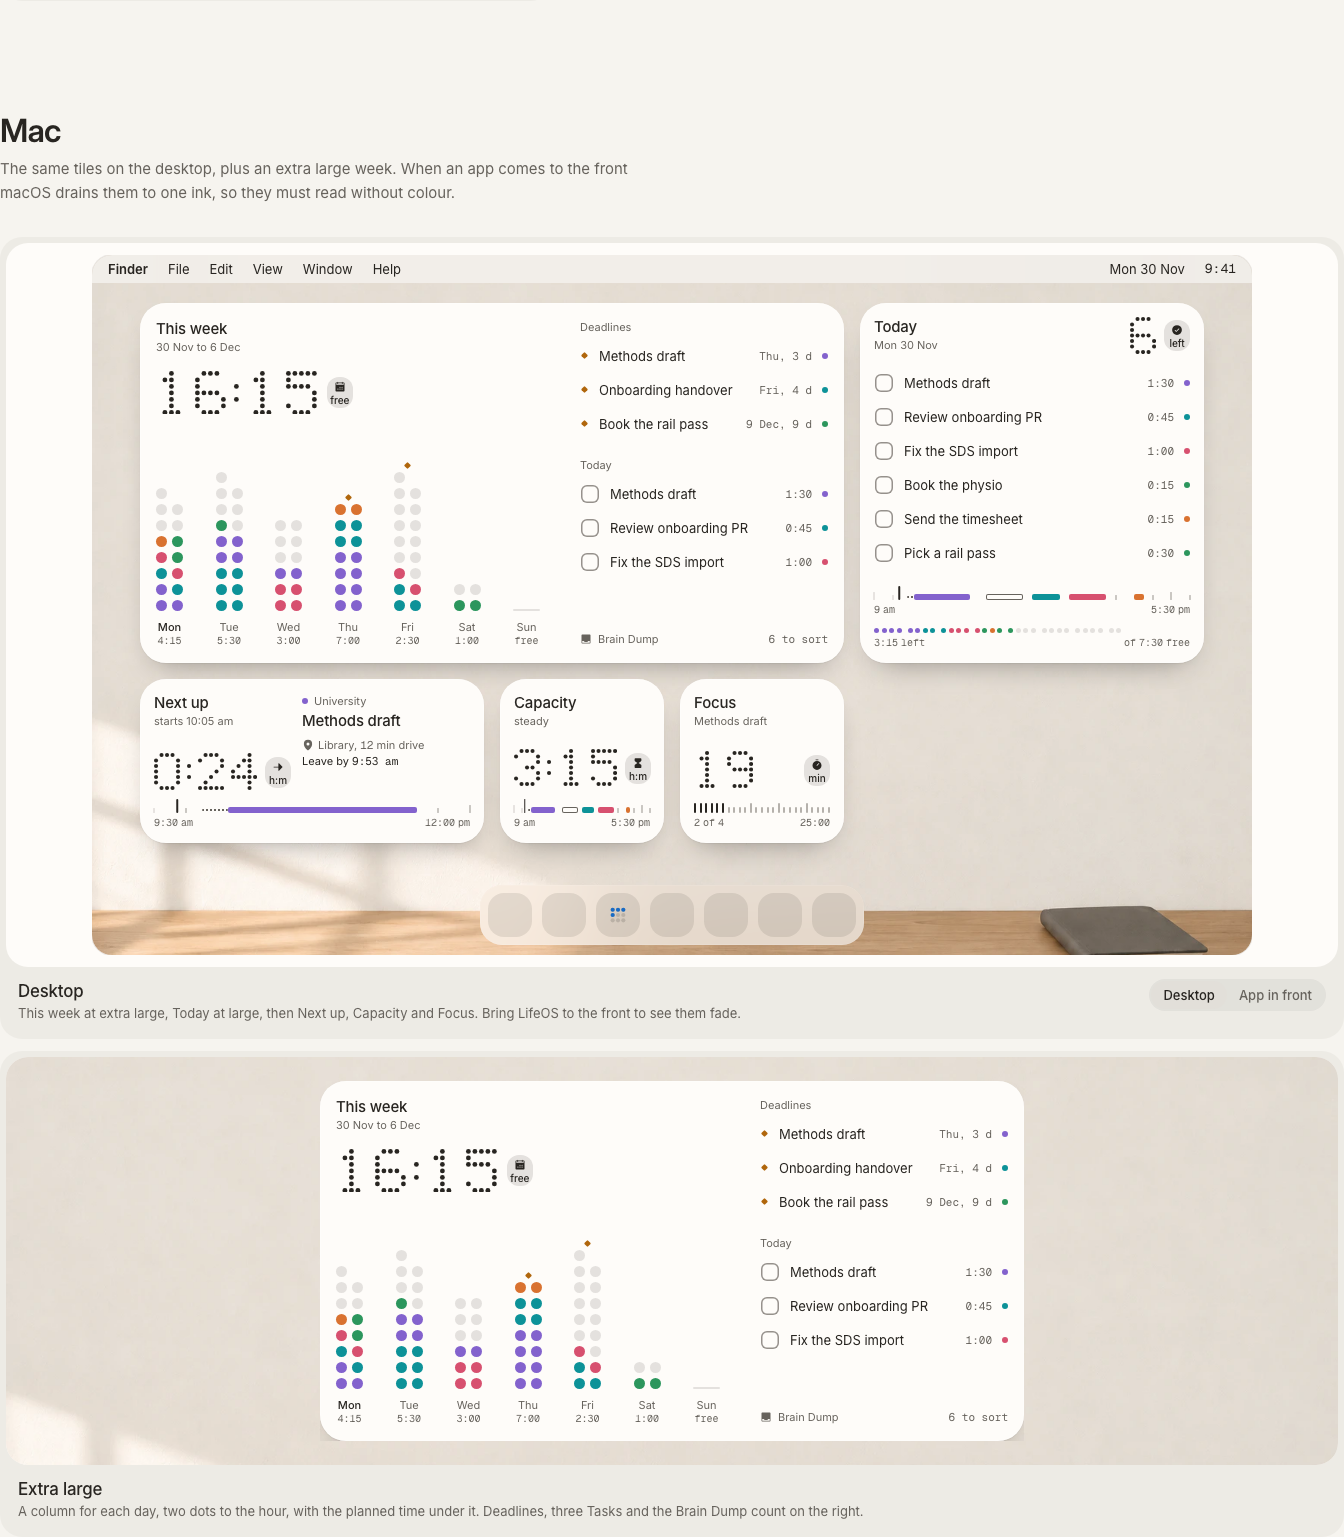 Mac
The same tiles on the desktop, plus an extra large week. When an app comes to the front
macOS drains them to one ink, so they must read without colour.
Finder File Edit View Window Help
Mon 30 Nov 9:41
This week
30 Nov to 6 Dec
16:15
free
Mon Tue Wed Thu Fri Sat Sun
4:15 5:30 3:00 7:00 2:30 1:00 free
Deadlines
Methods draft Thu, 3 d
Onboarding handover Fri, 4 d
Book the rail pass 9 Dec, 9 d
Today
Methods draft 1:30
Review onboarding PR 0:45
Fix the SDS import 1:00
Brain Dump 6 to sort
Today
Mon 30 Nov
6
left
Methods draft 1:30
Review onboarding PR 0:45
Fix the SDS import 1:00
Book the physio 0:15
Send the timesheet 0:15
Pick a rail pass 0:30
9 am 5:30 pm
3:15 left of 7:30 free
Next up
starts 10:05 am
0:24
h:m
University
Methods draft
Library, 12 min drive
Leave by 9:53 am
9:30 am 12:00 pm
Capacity
steady
3:15
h:m
9 am 5:30 pm
Focus
Methods draft
19
min
2 of 4 25:00
Desktop
This week at extra large, Today at large, then Next up, Capacity and Focus. Bring LifeOS to the front to see them fade.
Desktop App in front
This week
30 Nov to 6 Dec
16:15
free
Mon Tue Wed Thu Fri Sat Sun
4:15 5:30 3:00 7:00 2:30 1:00 free
Deadlines
Methods draft Thu, 3 d
Onboarding handover Fri, 4 d
Book the rail pass 9 Dec, 9 d
Today
Methods draft 1:30
Review onboarding PR 0:45
Fix the SDS import 1:00
Brain Dump 6 to sort
Extra large
A column for each day, two dots to the hour, with the planned time under it. Deadlines, three Tasks and the Brain Dump count on the right.